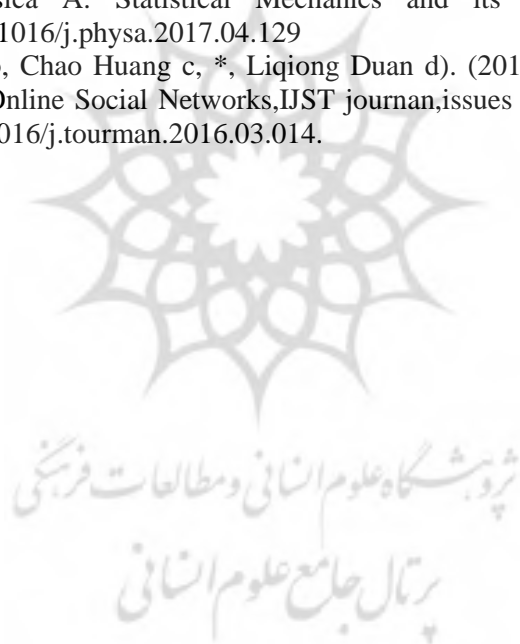 sica A: Statistical Mechanics and its
1016/j.physa.2017.04.129
, Chao Huang c, *, Liqiong Duan d). (201
Online Social Networks,IJST journan,issues
016/j.tourman.2016.03.014.
پژوهشگاه علوم انسانی و مطالعات فرهنگی
پرتال جامع علوم انسانی